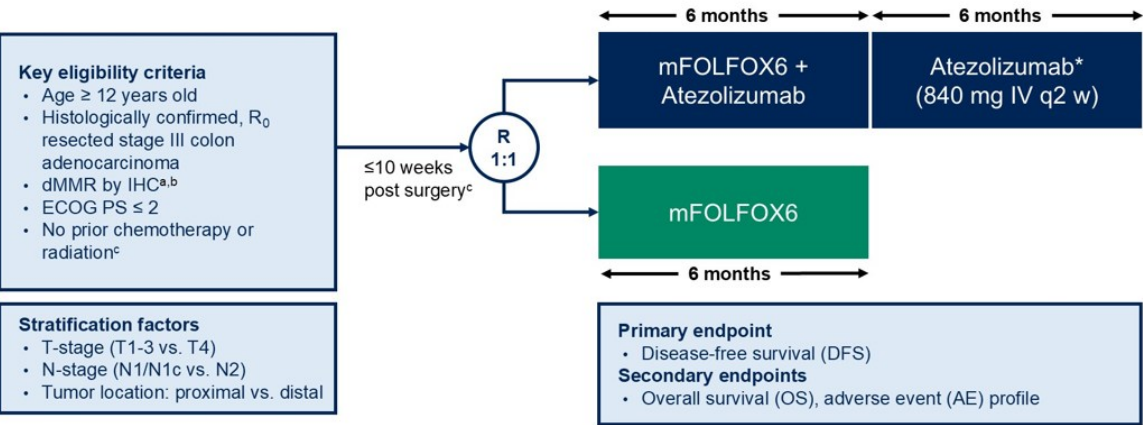 6 months
6 months
Key eligibility criteria
• Age ≥ 12 years old
• Histologically confirmed, R₀
resected stage III colon
adenocarcinoma
• dMMR by IHCᵃ,ᵇ
• ECOG PS ≤ 2
• No prior chemotherapy or
radiationᶜ
≤10 weeks
post surgeryᶜ
R
1:1
mFOLFOX6 +
Atezolizumab
Atezolizumab*
(840 mg IV q2 w)
mFOLFOX6
6 months
Stratification factors
• T-stage (T1-3 vs. T4)
• N-stage (N1/N1c vs. N2)
• Tumor location: proximal vs. distal
Primary endpoint
• Disease-free survival (DFS)
Secondary endpoints
• Overall survival (OS), adverse event (AE) profile